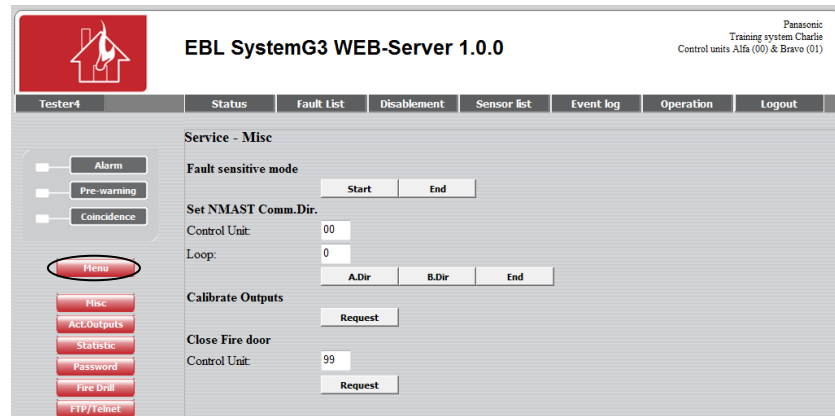 EBL SystemG3 WEB-Server 1.0.0
Panasonic
Training system Charlie
Control units Alfa (00) & Bravo (01)
Tester4 Status Fault List Disablement Sensor list Event log Operation Logout
Service - Misc
Alarm
Pre-warning
Coincidence
Menu
Misc
Act.Outputs
Statistic
Password
Fire Drill
FTP/Telnet
Fault sensitive mode
Start End
Set NMAST Comm.Dir.
Control Unit: 00
Loop: 0
A.Dir B.Dir End
Calibrate Outputs
Request
Close Fire door
Control Unit: 99
Request